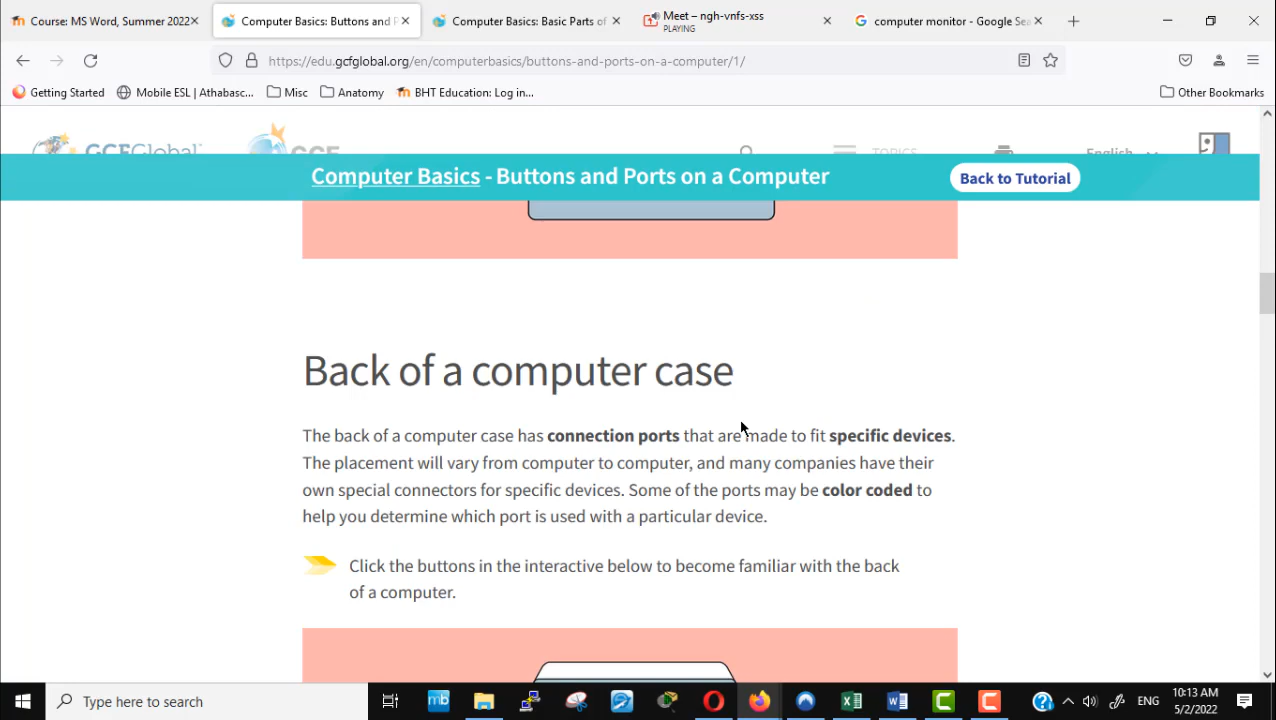 Course: MS Word, Summer 2022
Computer Basics: Buttons and P
Computer Basics: Basic Parts of
Meet – ngh-vnfs-xss
PLAYING
computer monitor - Google Sea
https://edu.gcfglobal.org/en/computerbasics/buttons-and-ports-on-a-computer/1/
Getting Started
Mobile ESL | Athabasc...
Misc
Anatomy
BHT Education: Log in...
Other Bookmarks
GCFGlobal
GCF
TOPICS
English
Computer Basics - Buttons and Ports on a Computer
Back to Tutorial
Back of a computer case
The back of a computer case has connection ports that are made to fit specific devices.
The placement will vary from computer to computer, and many companies have their
own special connectors for specific devices. Some of the ports may be color coded to
help you determine which port is used with a particular device.
Click the buttons in the interactive below to become familiar with the back
of a computer.
Type here to search
mb
ENG
10:13 AM
5/2/2022